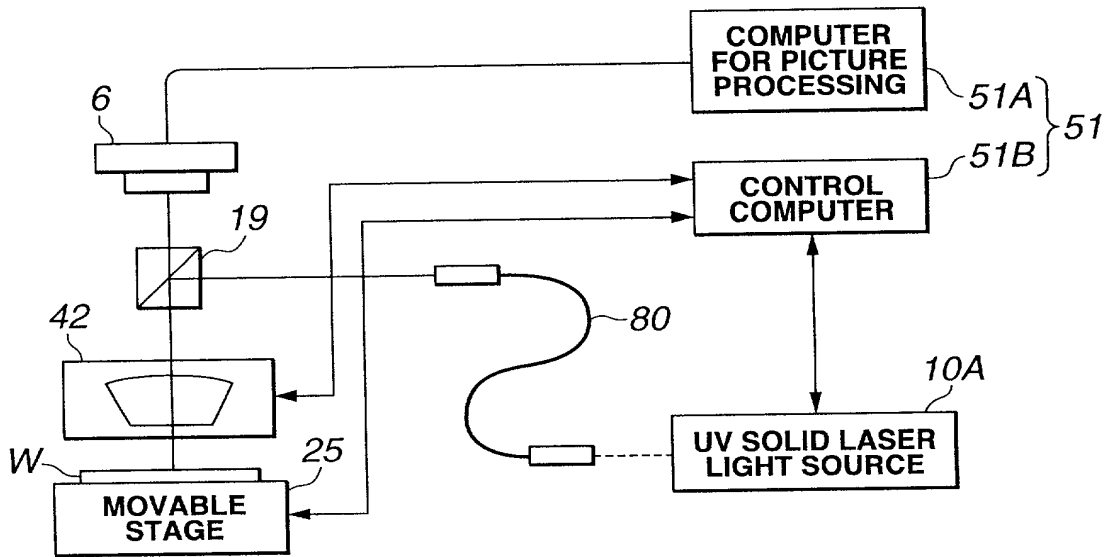 COMPUTER
FOR PICTURE
PROCESSING
51A
51
6
51B
CONTROL
COMPUTER
19
80
42
10A
UV SOLID LASER
LIGHT SOURCE
W
25
MOVABLE
STAGE